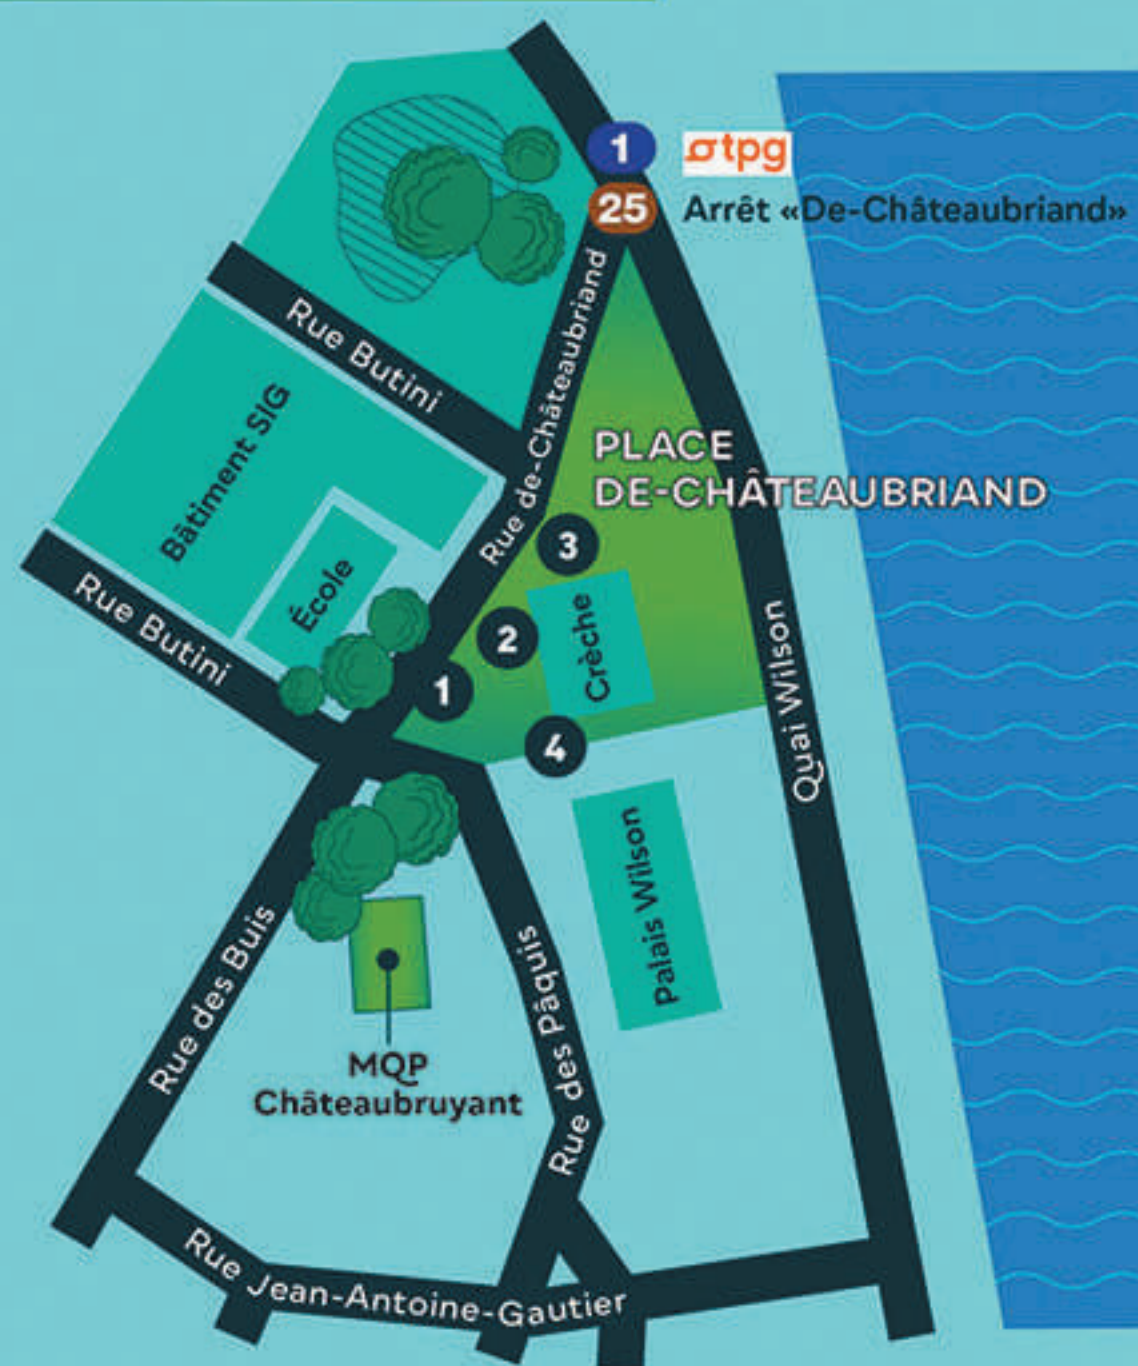 1
tpg
25
Arrêt «De-Châteaubriand»
Rue Butini
Rue de-Châteaubriand
Bâtiment SIG
PLACE
DE-CHÂTEAUBRIAND
3
École
Crèche
2
Rue Butini
1
Quai Wilson
4
Palais Wilson
Rue des Buis
Rue des Pâquis
MQP
Châteaubruyant
Rue Jean-Antoine-Gautier